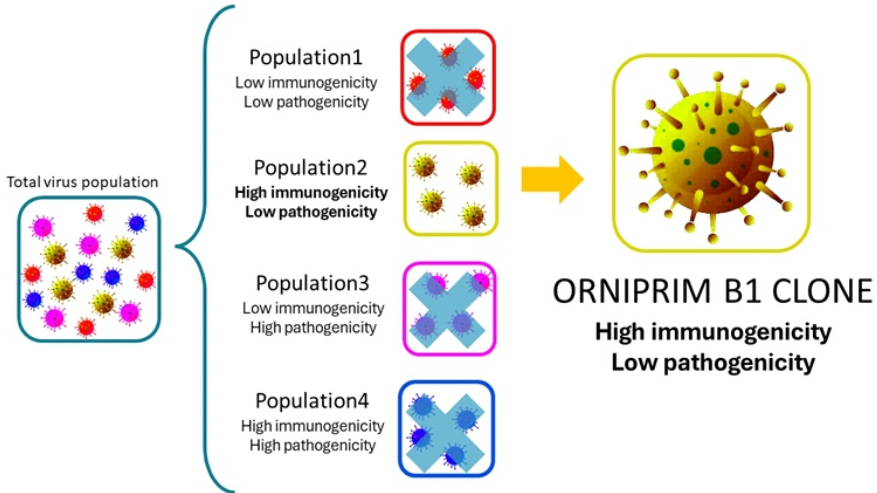 Total virus population
Population1
Low immunogenicity
Low pathogenicity
Population2
High immunogenicity
Low pathogenicity
Population3
Low immunogenicity
High pathogenicity
Population4
High immunogenicity
High pathogenicity
ORNIPRIM B1 CLONE
High immunogenicity
Low pathogenicity